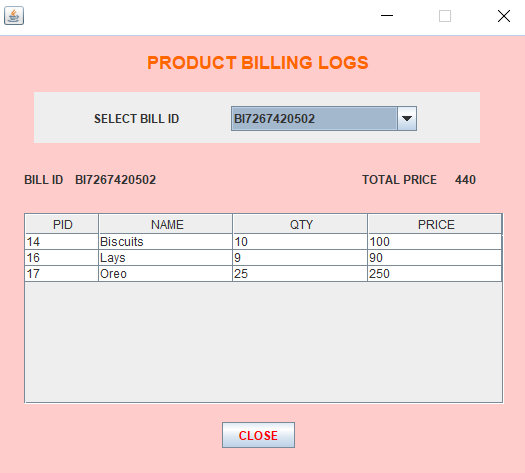 PRODUCT BILLING LOGS
SELECT BILL ID BI7267420502
BILL ID BI7267420502 TOTAL PRICE 440
PID NAME QTY PRICE
14 Biscuits 10 100
16 Lays 9 90
17 Oreo 25 250
CLOSE